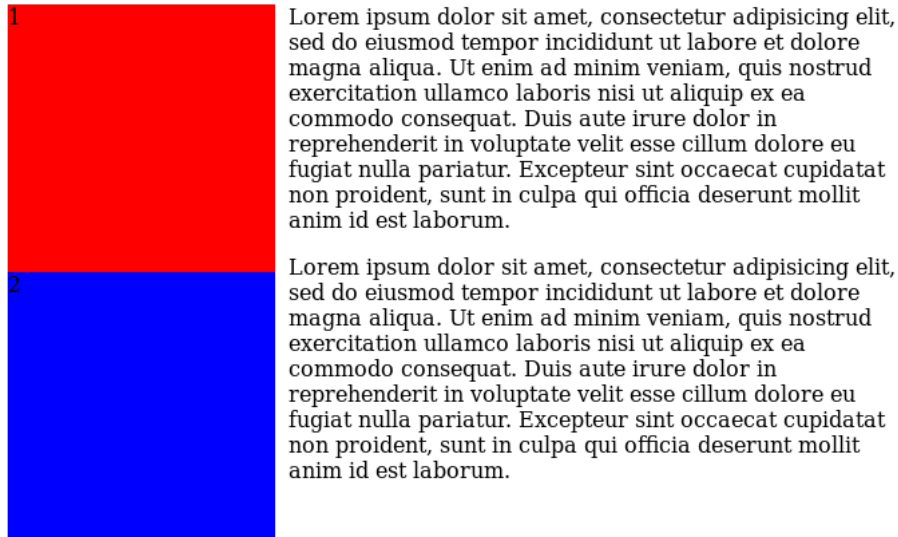 1
Lorem ipsum dolor sit amet, consectetur adipisicing elit,
sed do eiusmod tempor incididunt ut labore et dolore
magna aliqua. Ut enim ad minim veniam, quis nostrud
exercitation ullamco laboris nisi ut aliquip ex ea
commodo consequat. Duis aute irure dolor in
reprehenderit in voluptate velit esse cillum dolore eu
fugiat nulla pariatur. Excepteur sint occaecat cupidatat
non proident, sunt in culpa qui officia deserunt mollit
anim id est laborum.
2
Lorem ipsum dolor sit amet, consectetur adipisicing elit,
sed do eiusmod tempor incididunt ut labore et dolore
magna aliqua. Ut enim ad minim veniam, quis nostrud
exercitation ullamco laboris nisi ut aliquip ex ea
commodo consequat. Duis aute irure dolor in
reprehenderit in voluptate velit esse cillum dolore eu
fugiat nulla pariatur. Excepteur sint occaecat cupidatat
non proident, sunt in culpa qui officia deserunt mollit
anim id est laborum.